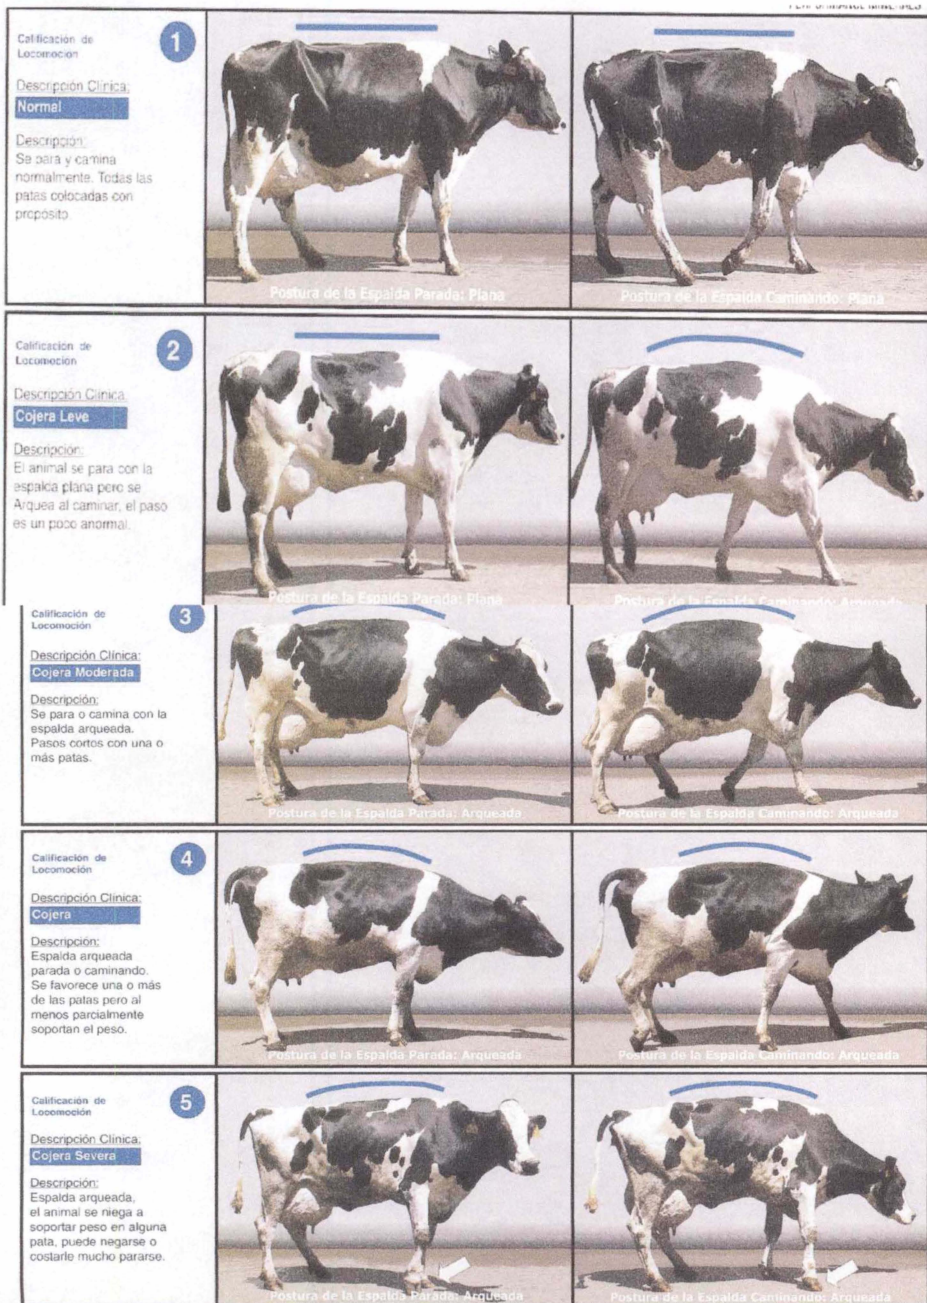 Calificación de
Locomoción
1
Descripción Clínica:
Normal
Descripción:
Se para y camina
normalmente. Todas las
patas colocadas con
propósito.
Postura de la Espalda Parada: Plana
Postura de la Espalda Caminando: Plana
Calificación de
Locomoción
2
Descripción Clínica
Cojera Leve
Descripción:
El animal se para con la
espalda plana pero se
Arquea al caminar, el paso
es un poco anormal.
Postura de la Espalda Parada: Plana
Postura de la Espalda Caminando: Arqueada
Calificación de
Locomoción
3
Descripción Clínica:
Cojera Moderada
Descripción:
Se para o camina con la
espalda arqueada.
Pasos cortos con una o
más patas.
Postura de la Espalda Parada: Arqueada
Postura de la Espalda Caminando: Arqueada
Calificación de
Locomoción
4
Descripción Clínica:
Cojera
Descripción:
Espalda arqueada
parada o caminando.
Se favorece una o más
de las patas pero al
menos parcialmente
soportan el peso.
Postura de la Espalda Parada: Arqueada
Postura de la Espalda Caminando: Arqueada
Calificación de
Locomoción
5
Descripción Clínica.
Cojera Severa
Descripción:
Espalda arqueada,
el animal se niega a
soportar peso en alguna
pata, puede negarse o
costarle mucho pararse.
Postura de la Espalda Parada: Arqueada
Postura de la Espalda Caminando: Arqueada